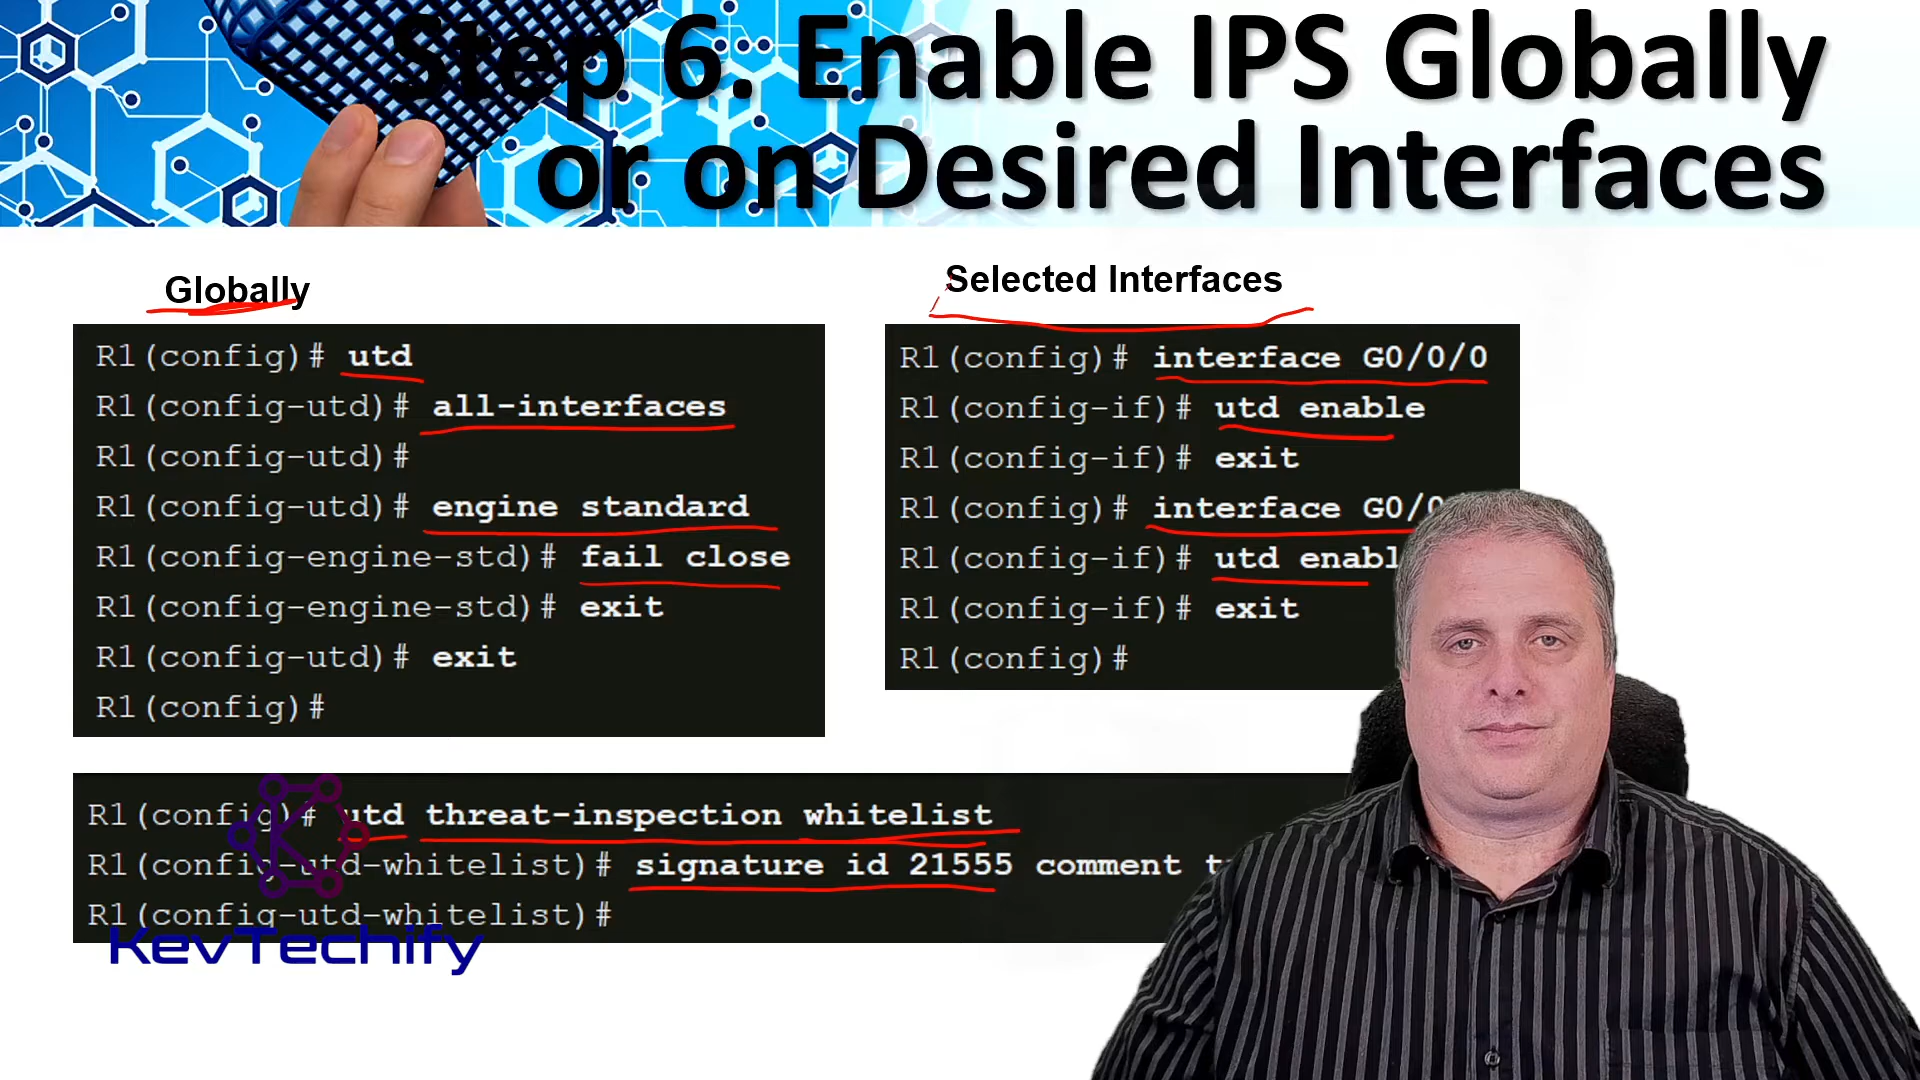 Step 6. Enable IPS Globally
or on Desired Interfaces
Globally
R1(config)# utd
R1(config-utd)# all-interfaces
R1(config-utd)#
R1(config-utd)# engine standard
R1(config-engine-std)# fail close
R1(config-engine-std)# exit
R1(config-utd)# exit
R1(config)#
Selected Interfaces
R1(config)# interface G0/0/0
R1(config-if)# utd enable
R1(config-if)# exit
R1(config)# interface
R1(config-if)# utd
R1(config-if)# exit
R1(config)#
R1(config)# utd threat-inspection whitelist
R1(config-utd-whitelist)# signature id 21555 comment
R1(config-utd-whitelist)#
KevTechify